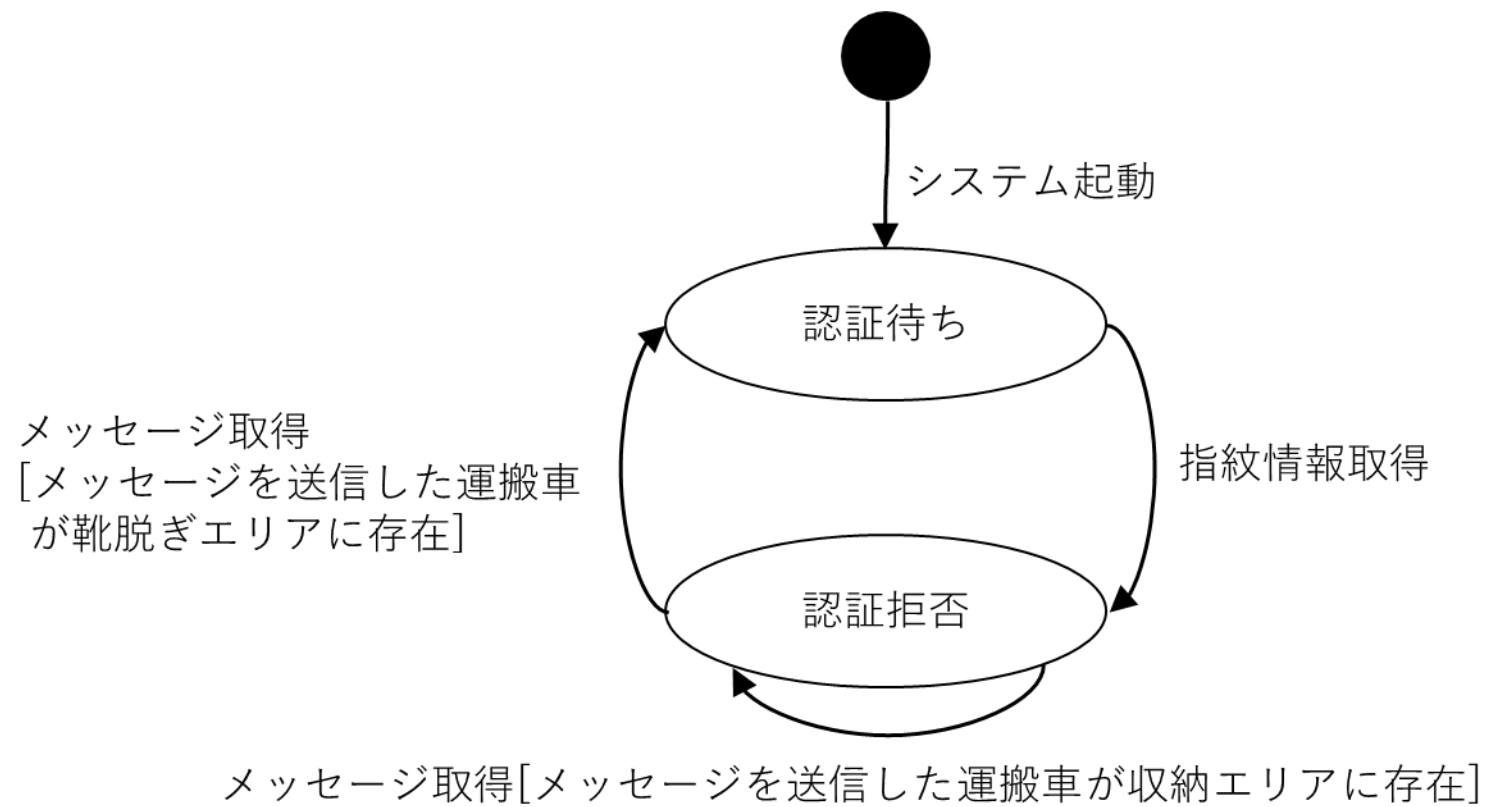 システム起動
認証待ち
メッセージ取得
[メッセージを送信した運搬車
が靴脱ぎエリアに存在]
指紋情報取得
認証拒否
メッセージ取得[メッセージを送信した運搬車が収納エリアに存在]